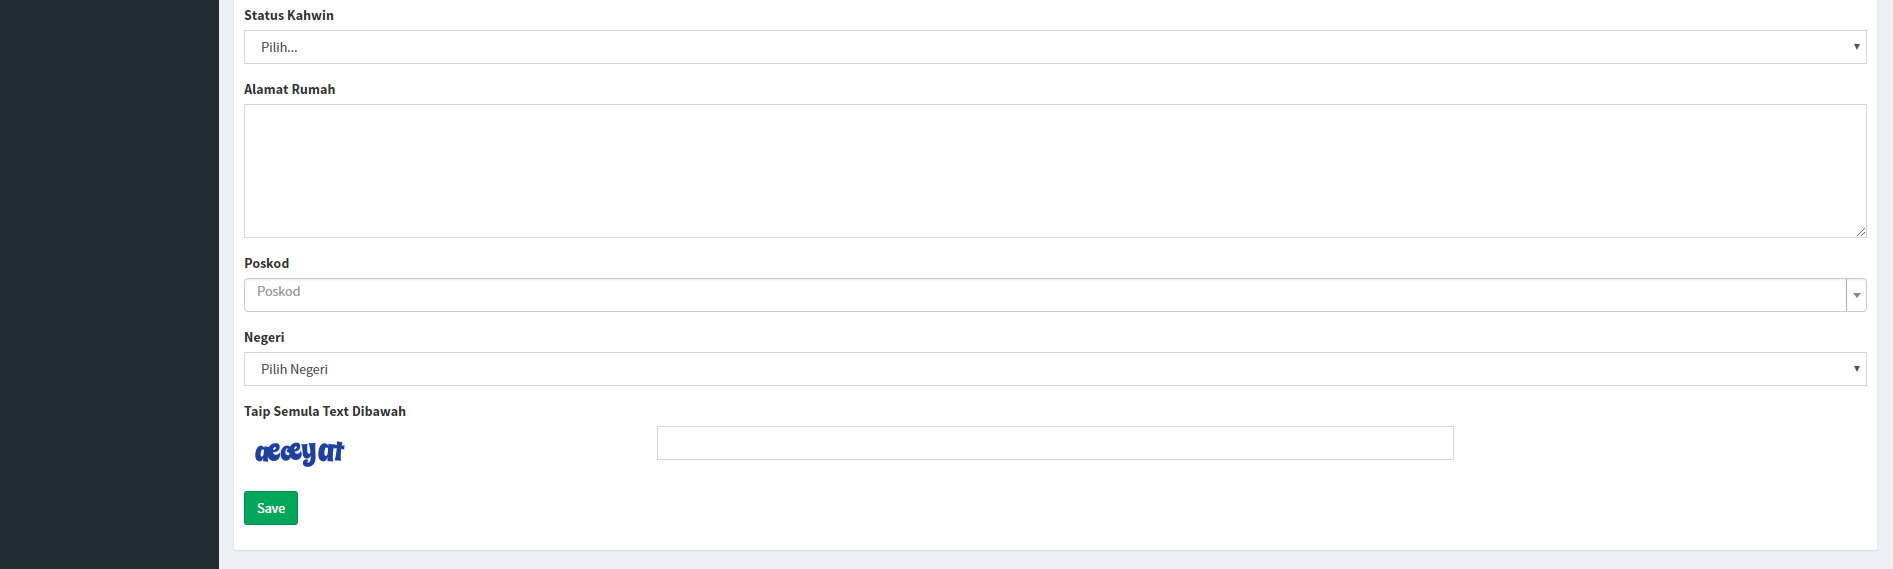 Status Kahwin
Pilih...
Alamat Rumah
Poskod
Poskod
Negeri
Pilih Negeri
Taip Semula Text Dibawah
Save